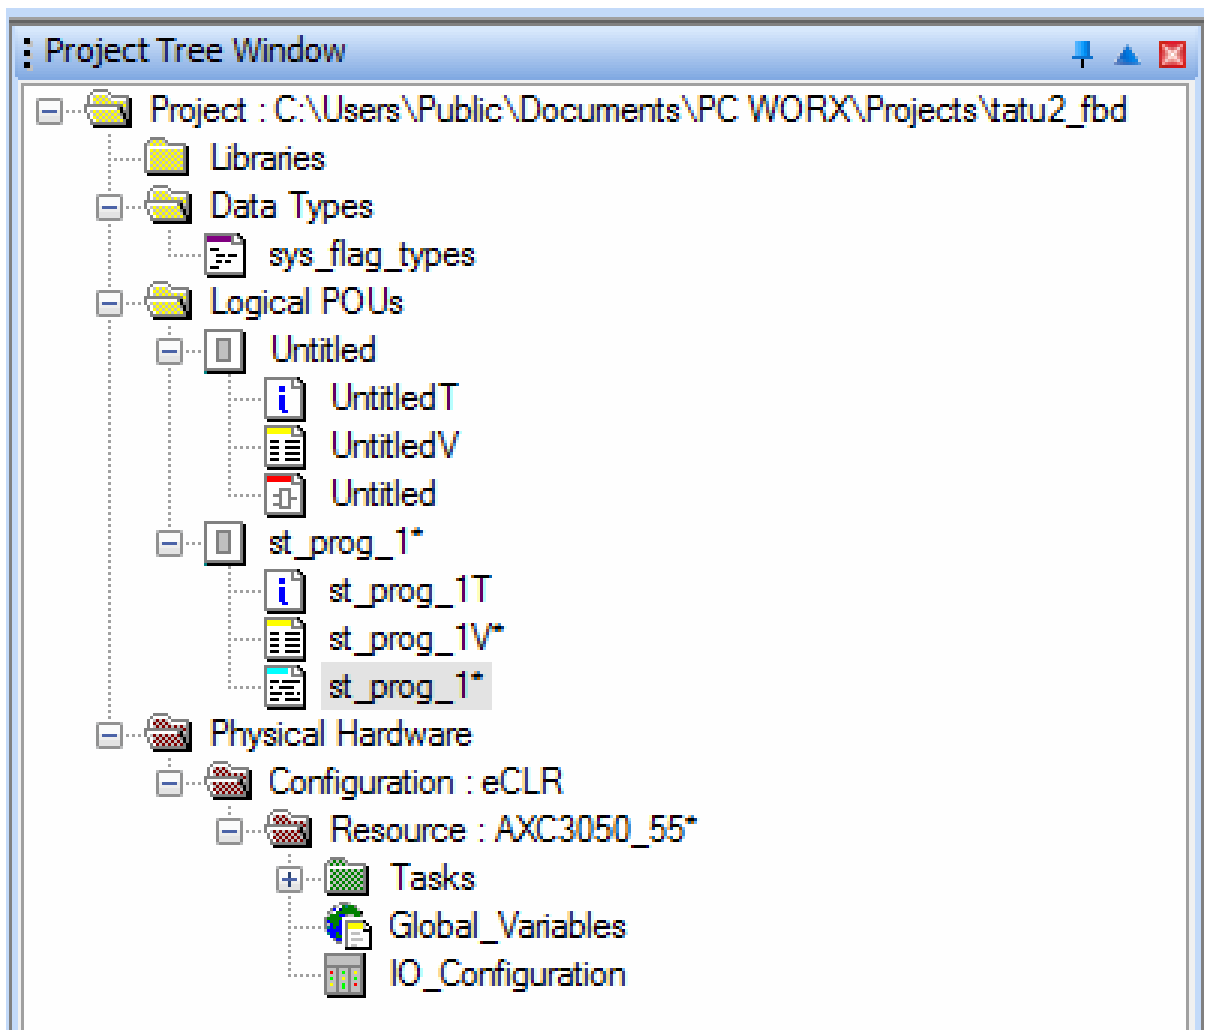 Project Tree Window
Project : C:\Users\Public\Documents\PC WORX\Projects\tatu2_fbd
Libraries
Data Types
sys_flag_types
Logical POUs
Untitled
UntitledT
UntitledV
Untitled
st_prog_1*
st_prog_1T
st_prog_1V*
st_prog_1*
Physical Hardware
Configuration : eCLR
Resource : AXC3050_55*
Tasks
Global_Variables
IO_Configuration